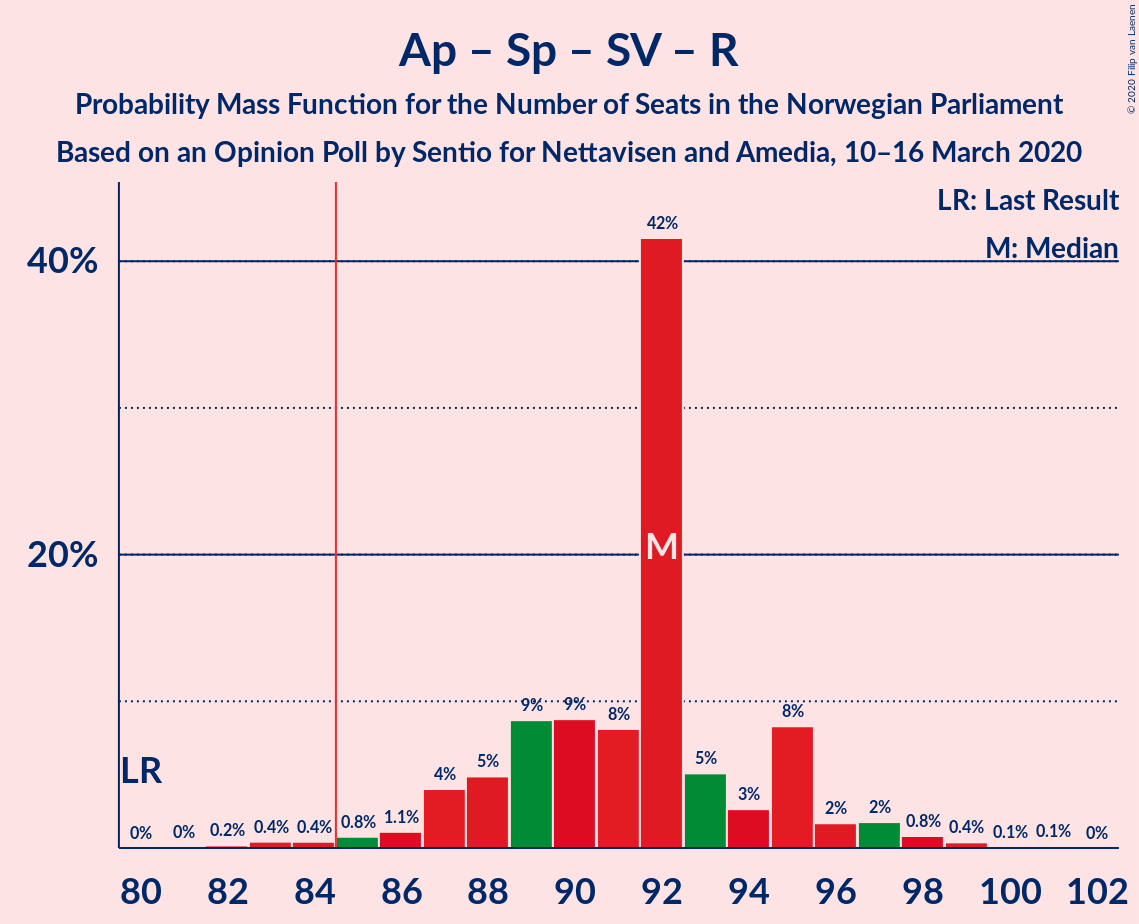 Ap – Sp – SV – R
Probability Mass Function for the Number of Seats in the Norwegian Parliament
Based on an Opinion Poll by Sentio for Nettavisen and Amedia, 10–16 March 2020
© 2020 Filip van Laenen
LR: Last Result
M: Median
40%
20%
42%
M
LR
0%
0%
0.2%
0.4%
0.4%
0.8%
1.1%
4%
5%
9%
9%
8%
5%
3%
8%
2%
2%
0.8%
0.4%
0.1%
0.1%
0%
80 82 84 86 88 90 92 94 96 98 100 102